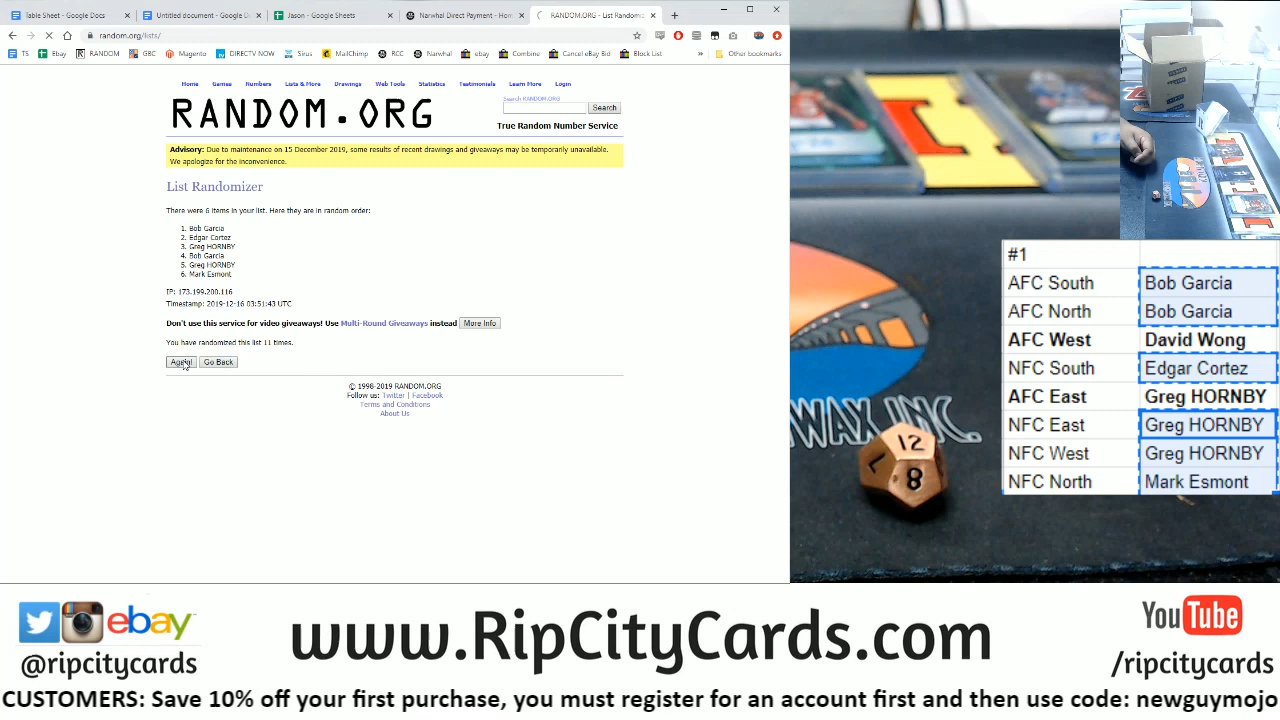 Table Sheet - Google Docs
Untitled document - Google D
Jason - Google Sheets
Narwhal Direct Payment - Hom
RANDOM.ORG - List Randomiz
random.org/lists/
TS
Ebay
RANDOM
GBC
Magento
DIRECTV NOW
Sirus
MailChimp
RCC
Narwhal
ebay
Combine
Cancel eBay Bid
Block List
»
Other bookmarks
Home Games Numbers Lists & More Drawings Web Tools Statistics Testimonials Learn More Login
RANDOM.ORG
Search RANDOM.ORG
Search
True Random Number Service
Advisory: Due to maintenance on 15 December 2019, some results of recent drawings and giveaways may be temporarily unavailable.
We apologize for the inconvenience.
List Randomizer
There were 6 items in your list. Here they are in random order:
1. Bob Garcia
2. Edgar Cortez
3. Greg HORNBY
4. Bob Garcia
5. Greg HORNBY
6. Mark Esmont
IP: 173.199.200.116
Timestamp: 2019-12-16 03:51:43 UTC
Don't use this service for video giveaways! Use Multi-Round Giveaways instead More Info
You have randomized this list 11 times.
Again! Go Back
© 1998-2019 RANDOM.ORG
Follow us: Twitter | Facebook
Terms and Conditions
About Us
#1
AFC South Bob Garcia
AFC North Bob Garcia
AFC West David Wong
NFC South Edgar Cortez
AFC East Greg HORNBY
NFC East Greg HORNBY
NFC West Greg HORNBY
NFC North Mark Esmont
WAX INC.
12
7
8
ebay
@ripcitycards
www.RipCityCards.com
YouTube
/ripcitycards
CUSTOMERS: Save 10% off your first purchase, you must register for an account first and then use code: newguymojo